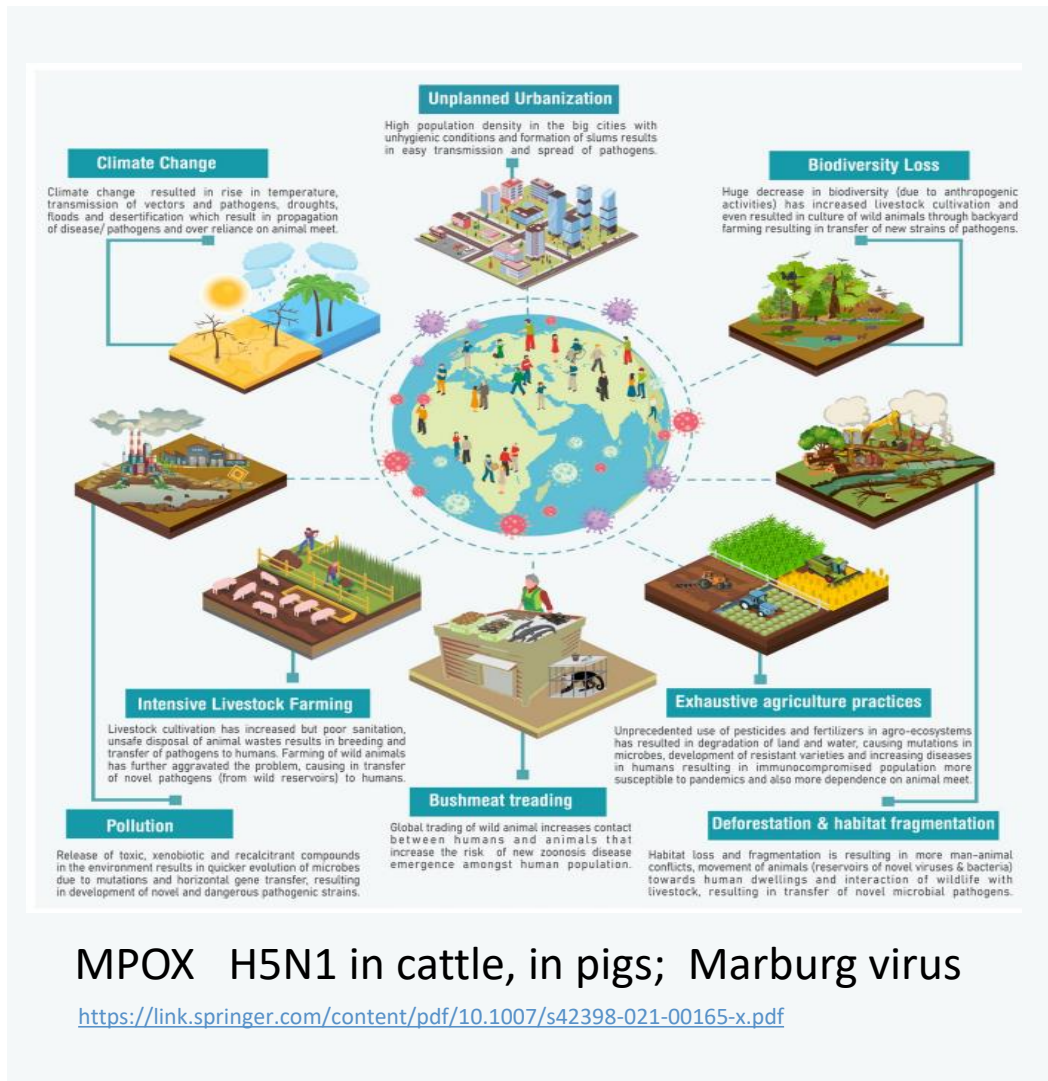 Unplanned Urbanization
High population density in the big cities with
unhygienic conditions and formation of slums results
in easy transmission and spread of pathogens.
Climate Change
Climate change resulted in rise in temperature,
transmission of vectors and pathogens, droughts,
floods and desertification which result in propagation
of disease/ pathogens and over reliance on animal meet.
Biodiversity Loss
Huge decrease in biodiversity (due to anthropogenic
activities) has increased livestock cultivation and
even resulted in culture of wild animals through backyard
farming resulting in transfer of new strains of pathogens.
Intensive Livestock Farming
Livestock cultivation has increased but poor sanitation,
unsafe disposal of animal wastes results in breeding and
transfer of pathogens to humans. Farming of wild animals
has further aggravated the problem, causing in transfer
of novel pathogens (from wild reservoirs) to humans.
Exhaustive agriculture practices
Unprecedented use of pesticides and fertilizers in agro-ecosystems
has resulted in degradation of land and water, causing mutations in
microbes, development of resistant varieties and increasing diseases
in humans resulting in immunocompromised population more
susceptible to pandemics and also more dependence on animal meet.
Bushmeat treading
Global trading of wild animal increases contact
between humans and animals that
increase the risk of new zoonosis disease
emergence amongst human population.
Pollution
Release of toxic, xenobiotic and recalcitrant compounds
in the environment results in quicker evolution of microbes
due to mutations and horizontal gene transfer, resulting
in development of novel and dangerous pathogenic strains.
Deforestation & habitat fragmentation
Habitat loss and fragmentation is resulting in more man-animal
conflicts, movement of animals (reservoirs of novel viruses & bacteria)
towards human dwellings and interaction of wildlife with
livestock, resulting in transfer of novel microbial pathogens.
MPOX H5N1 in cattle, in pigs; Marburg virus
https://link.springer.com/content/pdf/10.1007/s42398-021-00165-x.pdf